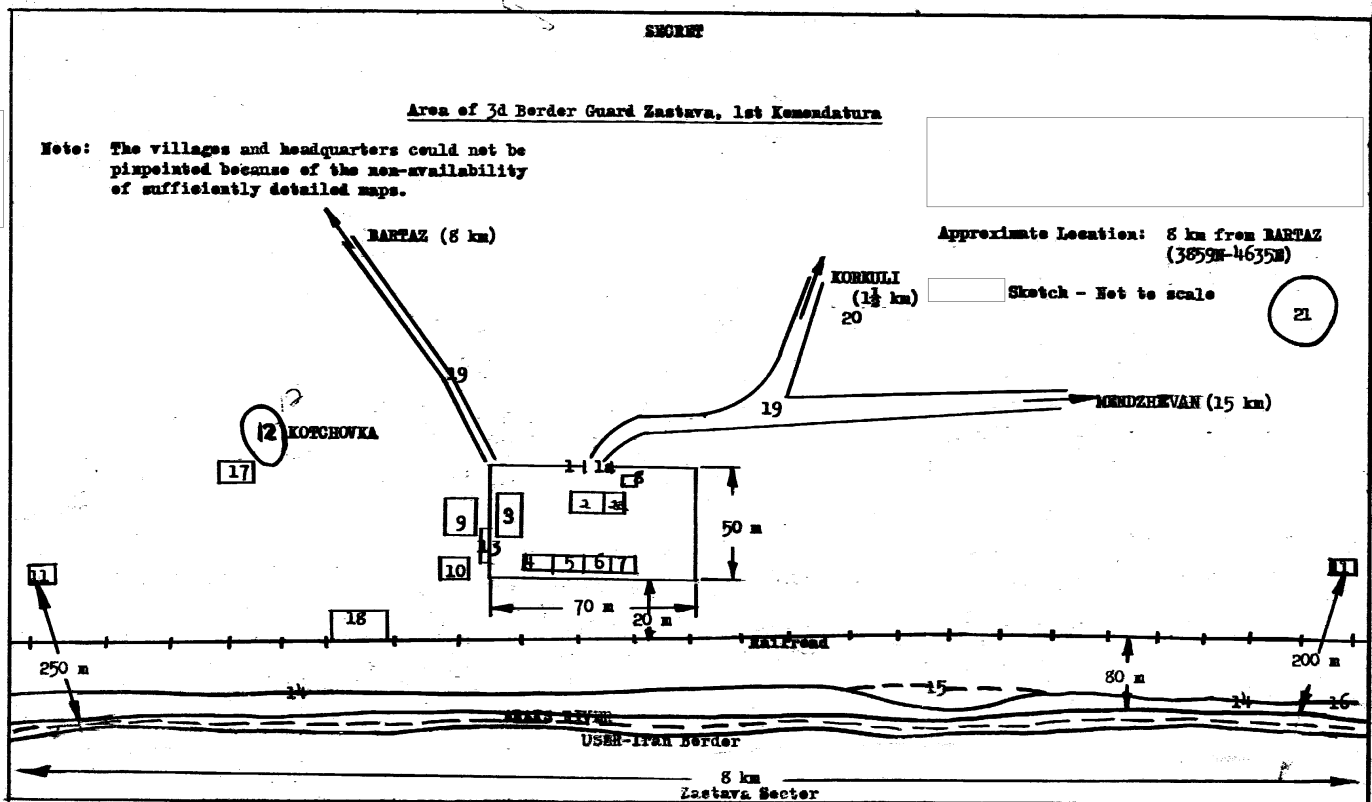 SECRET
Area of 3d Border Guard Zastava, 1st Komendatura
Note: The villages and headquarters could not be
pinpointed because of the non-availability
of sufficiently detailed maps.
BARTAZ (8 km)
Approximate Location: 8 km from BARTAZ
(3859N-4635E)
KORKULI
(1½ km)
20
Sketch - Not to scale
21
19
19
MENDZHEVAN (15 km)
12 KOTCHOVKA
17
1 1a
8
2
9
3
50 m
13
4 5 6 7
10
11
11
70 m
20 m
18
Railroad
250 m
200 m
80 m
14
15
14
16
ARAKS RIVER
USSR-Iran Border
8 km
Zastava Sector